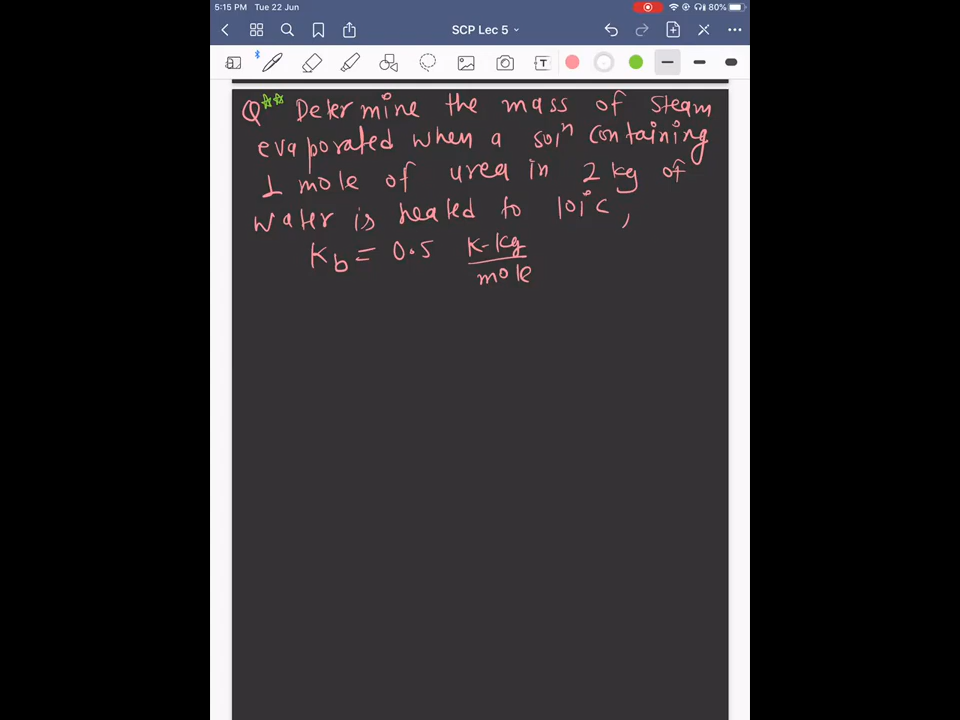 5:15 PM Tue 22 Jun 80%
SCP Lec 5
Q** Determine the mass of steam
evaporated when a solⁿ containing
1 mole of urea in 2 kg of
water is heated to 101°C,
K_b = 0.5 K-kg/mole